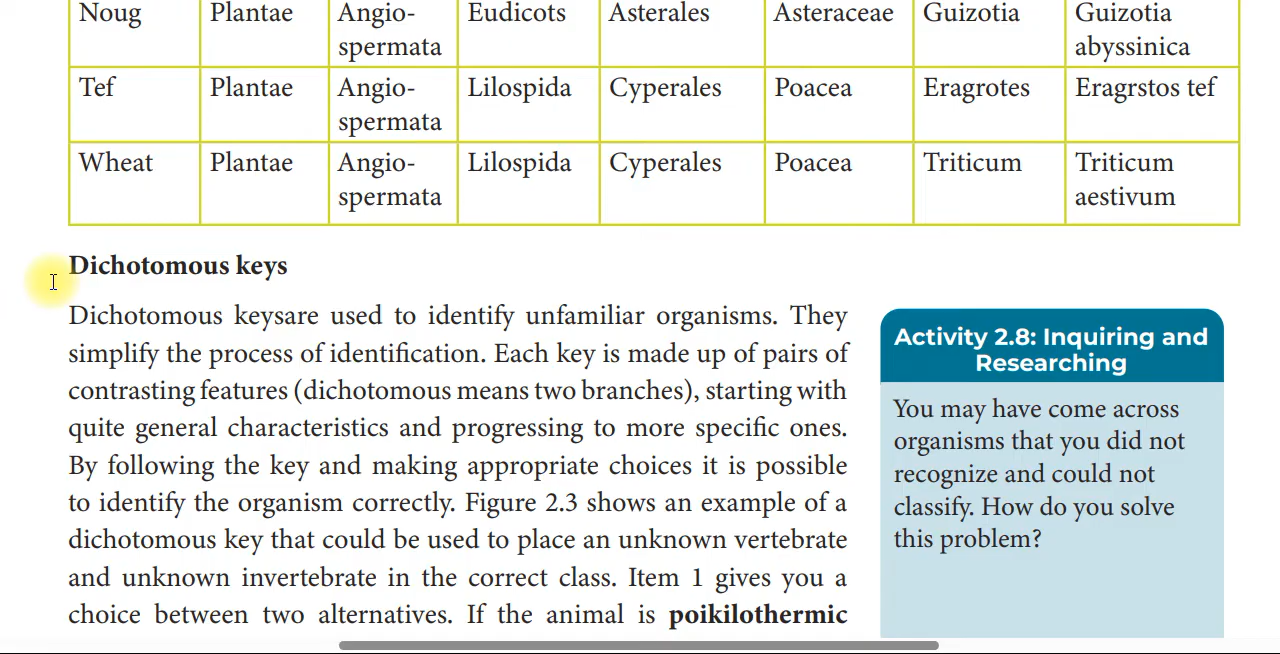 Noug Plantae Angio- Eudicots Asterales Asteraceae Guizotia Guizotia
spermata abyssinica
Tef Plantae Angio- Lilospida Cyperales Poacea Eragrotes Eragrstos tef
spermata
Wheat Plantae Angio- Lilospida Cyperales Poacea Triticum Triticum
spermata aestivum
Dichotomous keys
Dichotomous keysare used to identify unfamiliar organisms. They
simplify the process of identification. Each key is made up of pairs of
contrasting features (dichotomous means two branches), starting with
quite general characteristics and progressing to more specific ones.
By following the key and making appropriate choices it is possible
to identify the organism correctly. Figure 2.3 shows an example of a
dichotomous key that could be used to place an unknown vertebrate
and unknown invertebrate in the correct class. Item 1 gives you a
choice between two alternatives. If the animal is poikilothermic
Activity 2.8: Inquiring and
Researching
You may have come across
organisms that you did not
recognize and could not
classify. How do you solve
this problem?